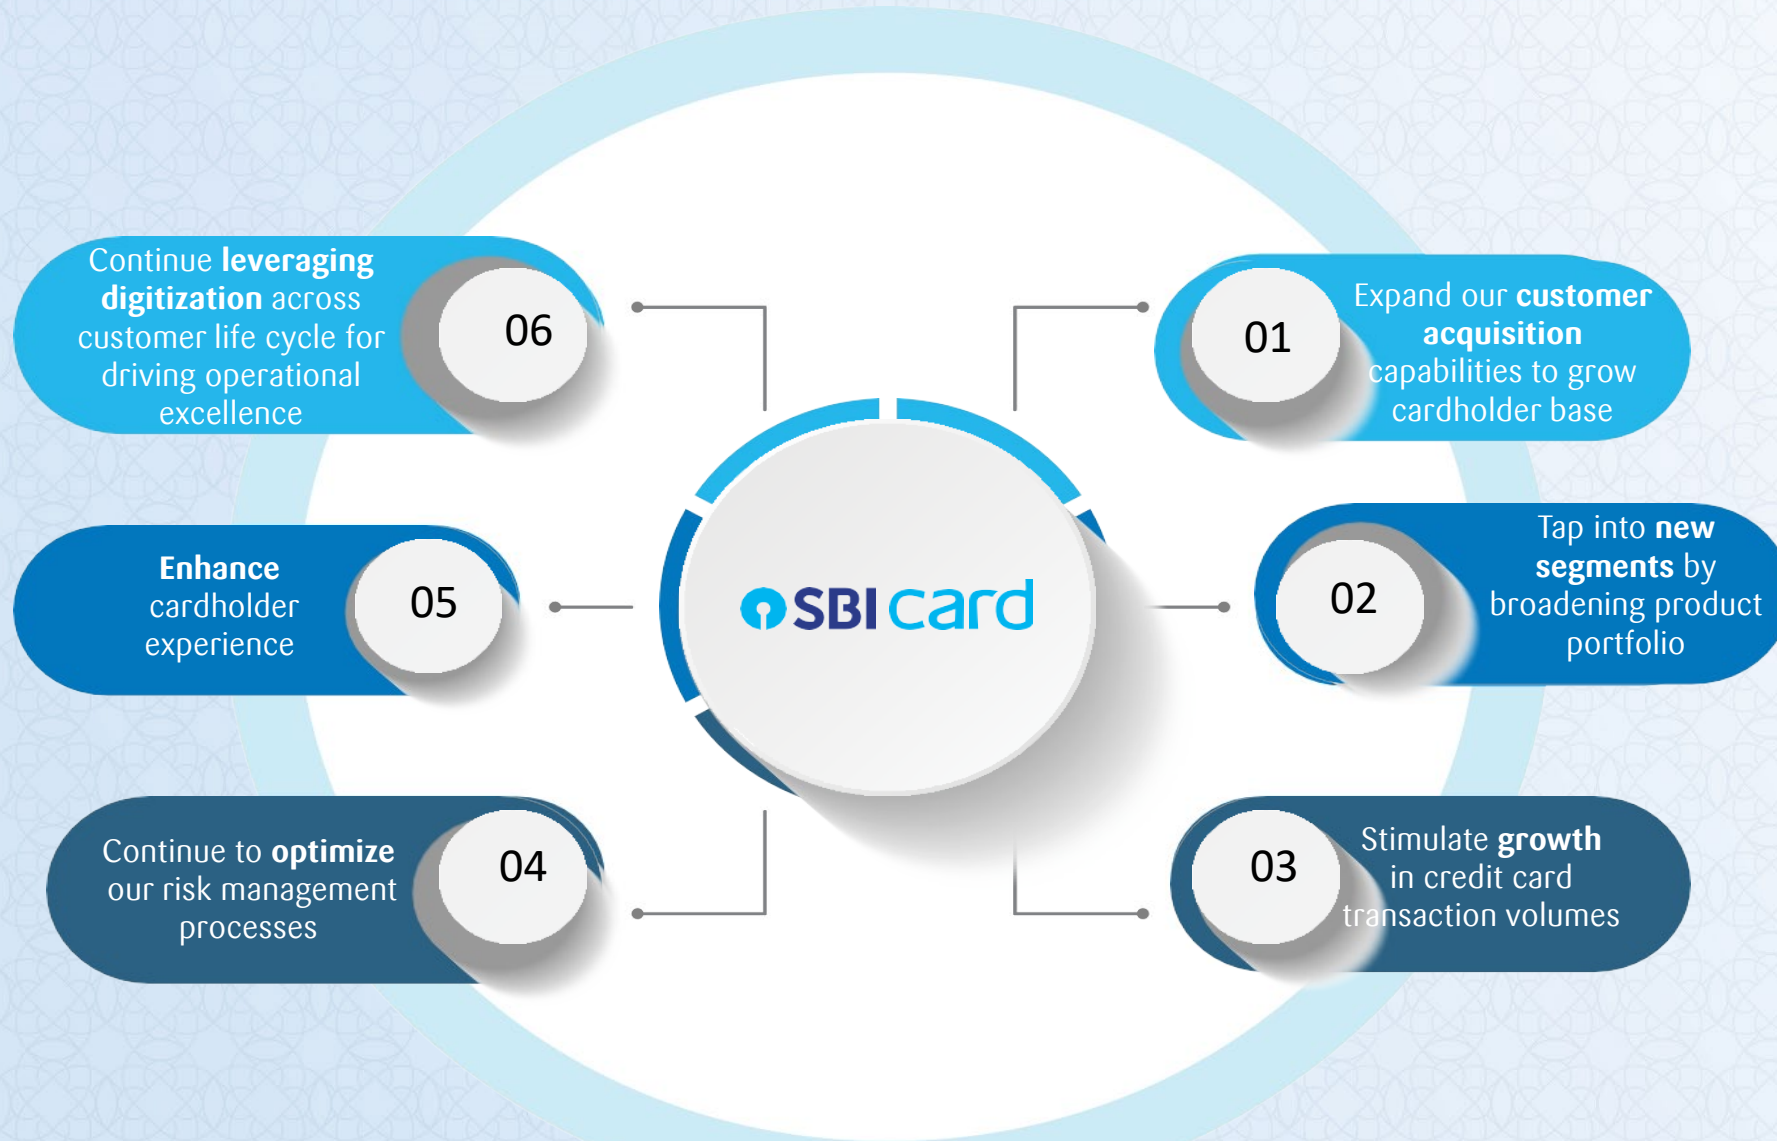 01
Expand our customer
acquisition
capabilities to grow
cardholder base
02
Tap into new
segments by
broadening product
portfolio
03
Stimulate growth
in credit card
transaction volumes
04
Continue to optimize
our risk management
processes
05
Enhance
cardholder
experience
06
Continue leveraging
digitization across
customer life cycle for
driving operational
excellence
SBI card